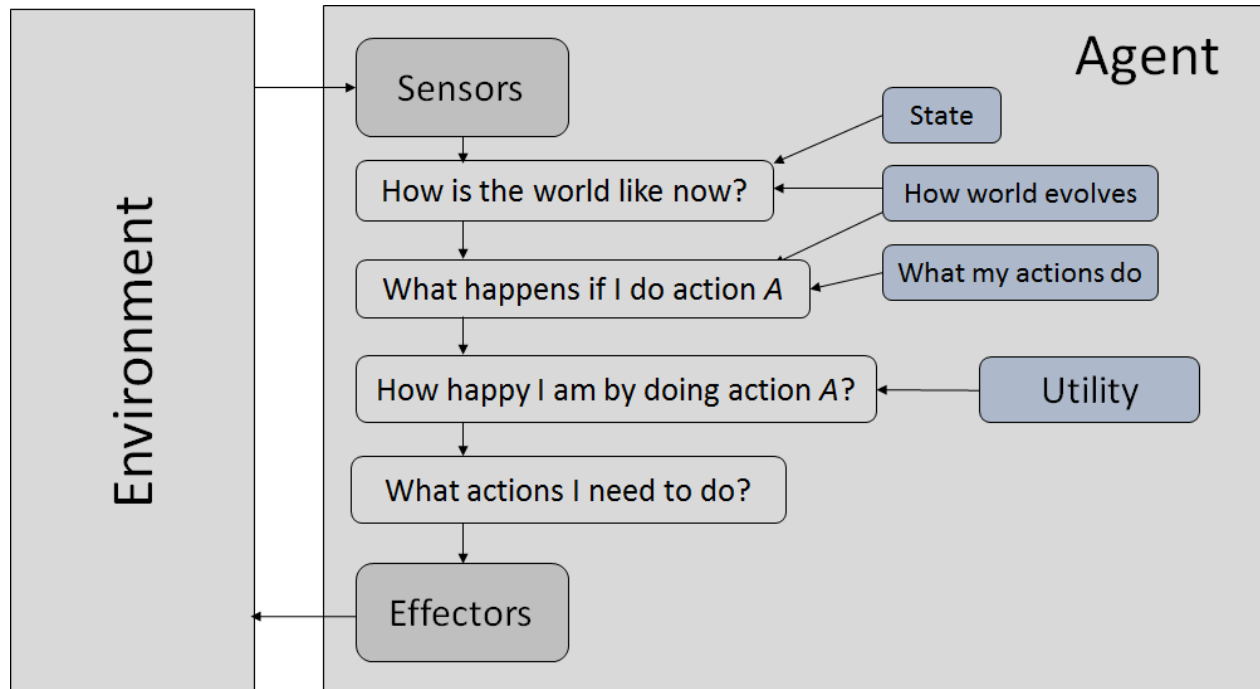 Environment
Agent
Sensors
State
How is the world like now?
How world evolves
What happens if I do action A
What my actions do
How happy I am by doing action A?
Utility
What actions I need to do?
Effectors